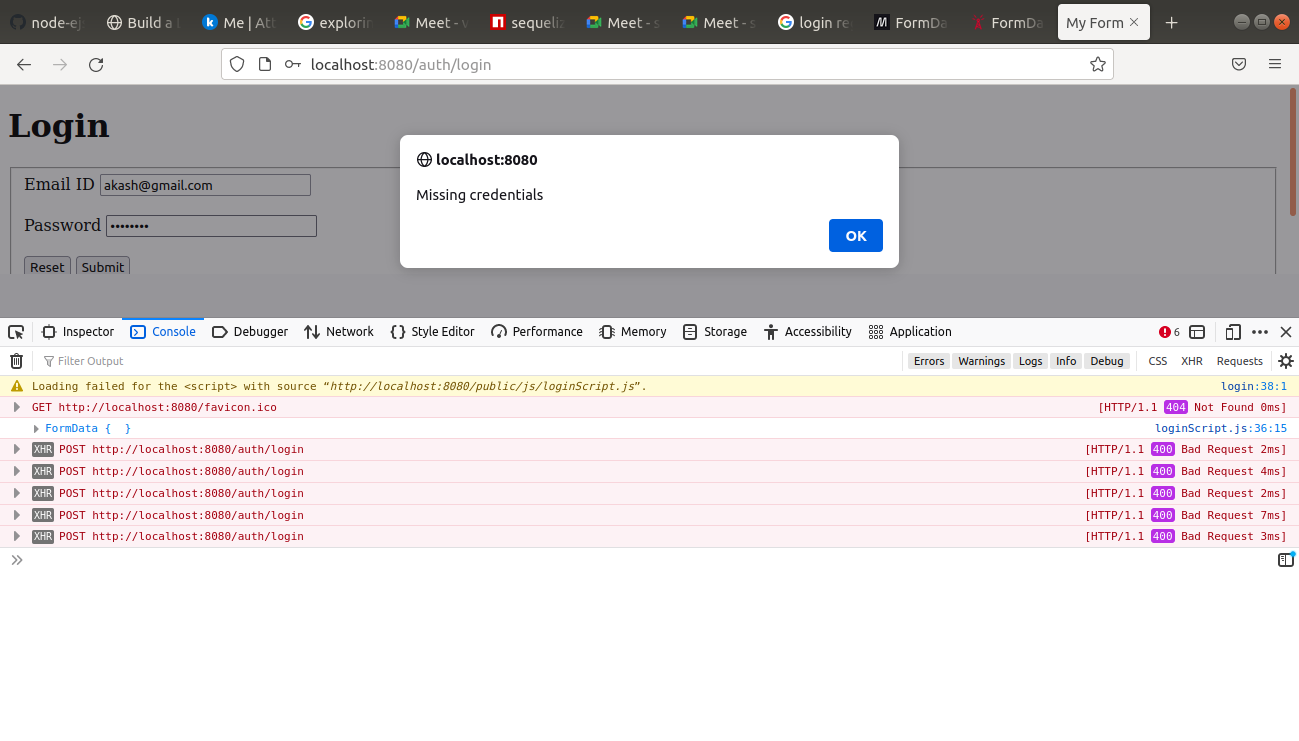 node-ej Build a Me | Att explorin Meet - sequeliz Meet - s Meet - s login re FormDa FormDa My Form
localhost:8080/auth/login
Login
localhost:8080
Missing credentials
OK
Email ID akash@gmail.com
Password ••••••••
Reset Submit
Inspector Console Debugger Network Style Editor Performance Memory Storage Accessibility Application 6
Filter Output Errors Warnings Logs Info Debug CSS XHR Requests
Loading failed for the <script> with source “http://localhost:8080/public/js/loginScript.js”. login:38:1
GET http://localhost:8080/favicon.ico [HTTP/1.1 404 Not Found 0ms]
FormData { } loginScript.js:36:15
XHR POST http://localhost:8080/auth/login [HTTP/1.1 400 Bad Request 2ms]
XHR POST http://localhost:8080/auth/login [HTTP/1.1 400 Bad Request 4ms]
XHR POST http://localhost:8080/auth/login [HTTP/1.1 400 Bad Request 2ms]
XHR POST http://localhost:8080/auth/login [HTTP/1.1 400 Bad Request 7ms]
XHR POST http://localhost:8080/auth/login [HTTP/1.1 400 Bad Request 3ms]